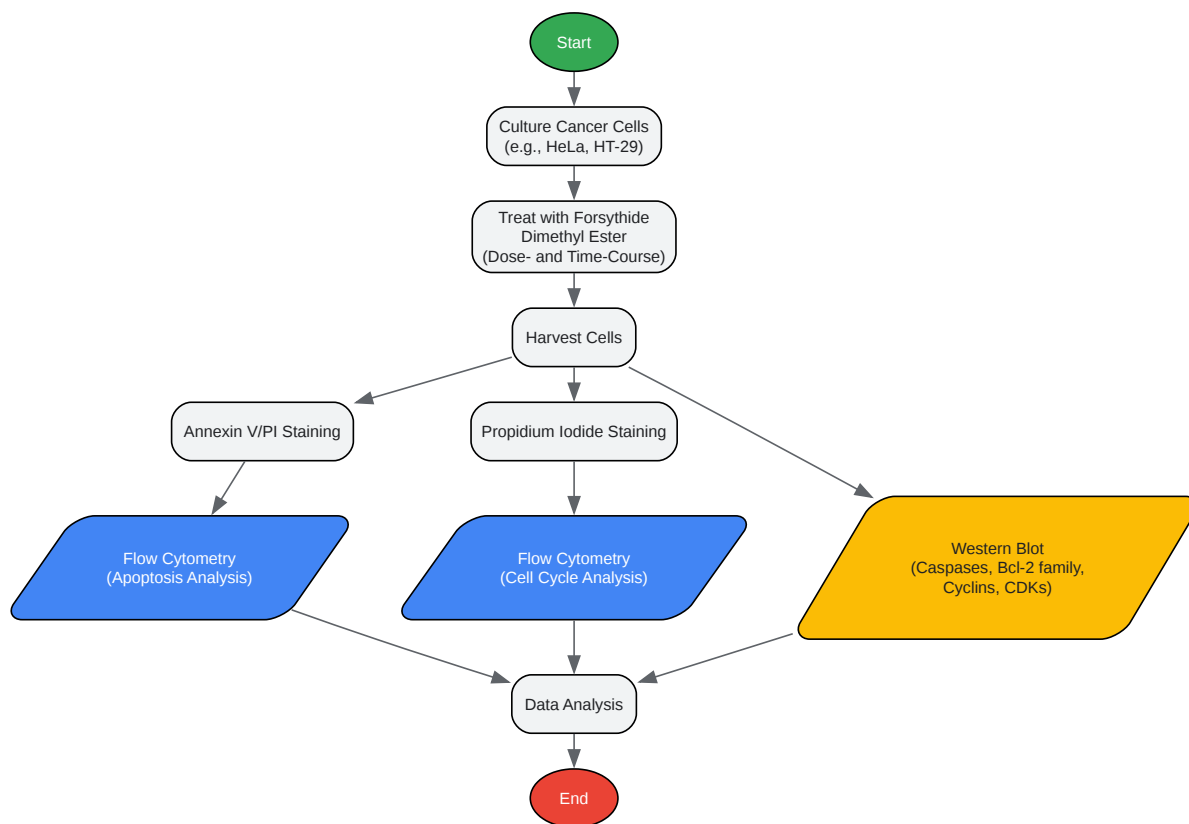 Start
Culture Cancer Cells
(e.g., HeLa, HT-29)
Treat with Forsythide
Dimethyl Ester
(Dose- and Time-Course)
Harvest Cells
Annexin V/PI Staining
Propidium Iodide Staining
Flow Cytometry
(Apoptosis Analysis)
Flow Cytometry
(Cell Cycle Analysis)
Western Blot
(Caspases, Bcl-2 family,
Cyclins, CDKs)
Data Analysis
End